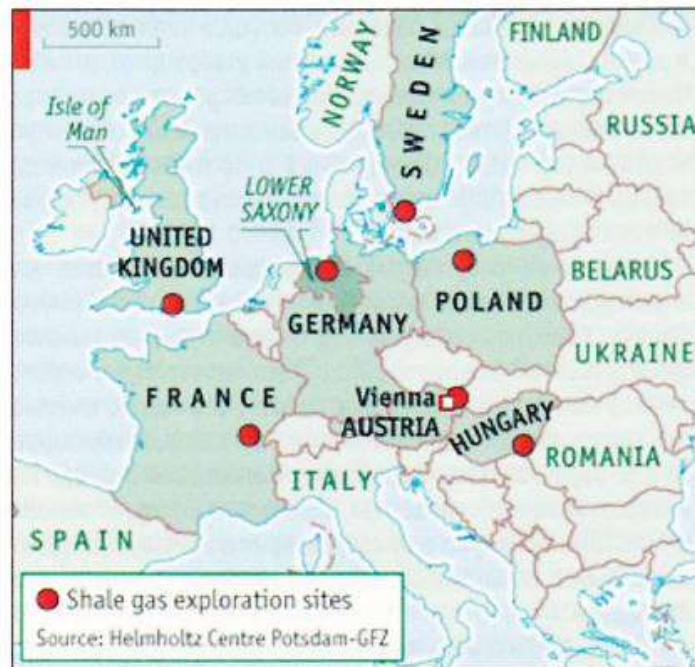 500 km
NORWAY
SWEDEN
FINLAND
RUSSIA
Isle of
Man
LOWER
SAXONY
UNITED
KINGDOM
BELARUS
POLAND
GERMANY
UKRAINE
FRANCE
Vienna
AUSTRIA
HUNGARY
ROMANIA
ITALY
SPAIN
Shale gas exploration sites
Source: Helmholtz Centre Potsdam-GFZ